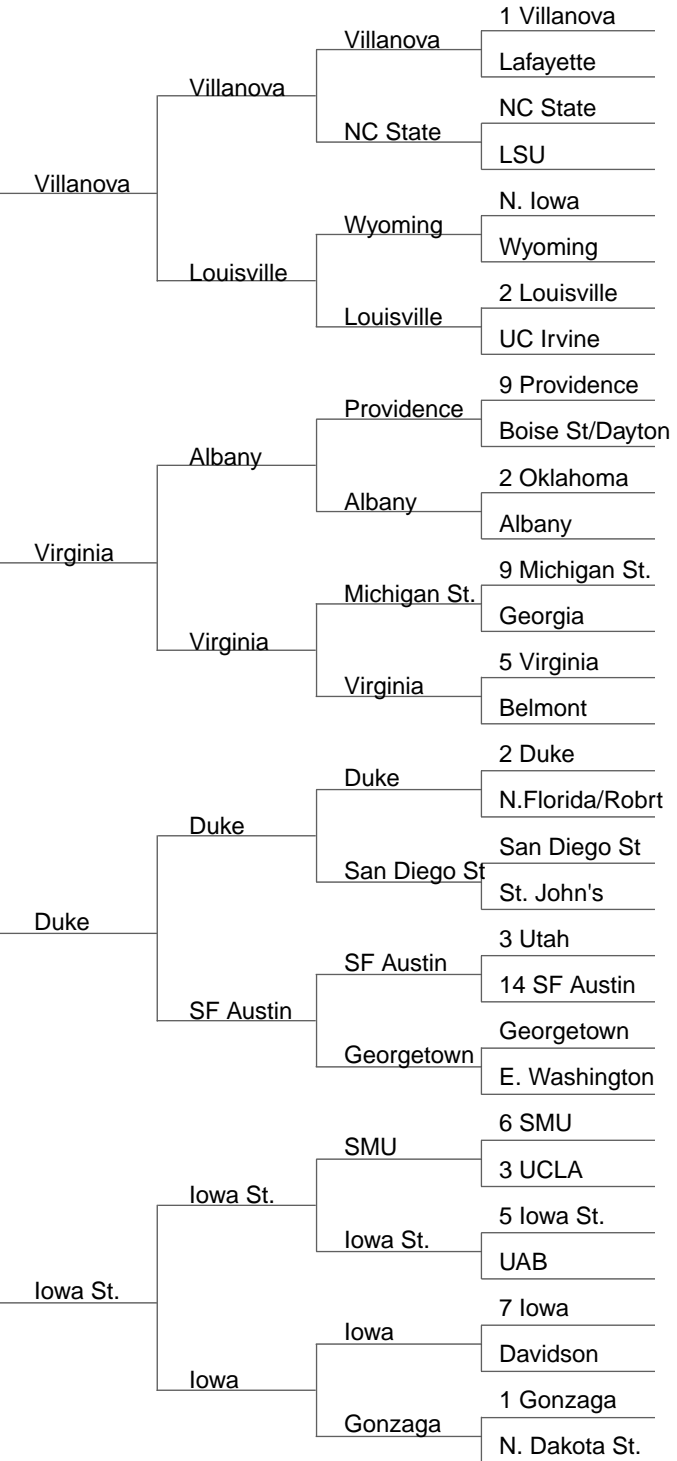 1 Villanova
Villanova
Lafayette
Villanova
NC State
NC State
LSU
Villanova
N. Iowa
Wyoming
Wyoming
Louisville
2 Louisville
Louisville
UC Irvine
9 Providence
Providence
Boise St/Dayton
Albany
2 Oklahoma
Albany
Albany
Virginia
9 Michigan St.
Michigan St.
Georgia
Virginia
5 Virginia
Virginia
Belmont
2 Duke
Duke
N.Florida/Robrt
Duke
San Diego St
San Diego St
St. John's
Duke
3 Utah
SF Austin
14 SF Austin
SF Austin
Georgetown
Georgetown
E. Washington
6 SMU
SMU
3 UCLA
Iowa St.
5 Iowa St.
Iowa St.
UAB
Iowa St.
7 Iowa
Iowa
Davidson
Iowa
1 Gonzaga
Gonzaga
N. Dakota St.